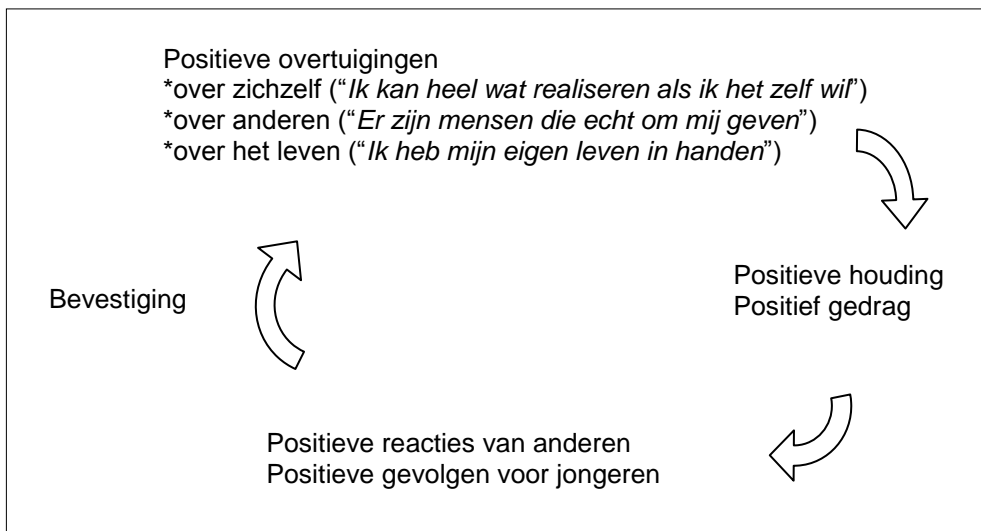 Positieve overtuigingen
*over zichzelf (“Ik kan heel wat realiseren als ik het zelf wil”)
*over anderen (“Er zijn mensen die echt om mij geven”)
*over het leven (“Ik heb mijn eigen leven in handen”)
Positieve houding
Positief gedrag
Positieve reacties van anderen
Positieve gevolgen voor jongeren
Bevestiging